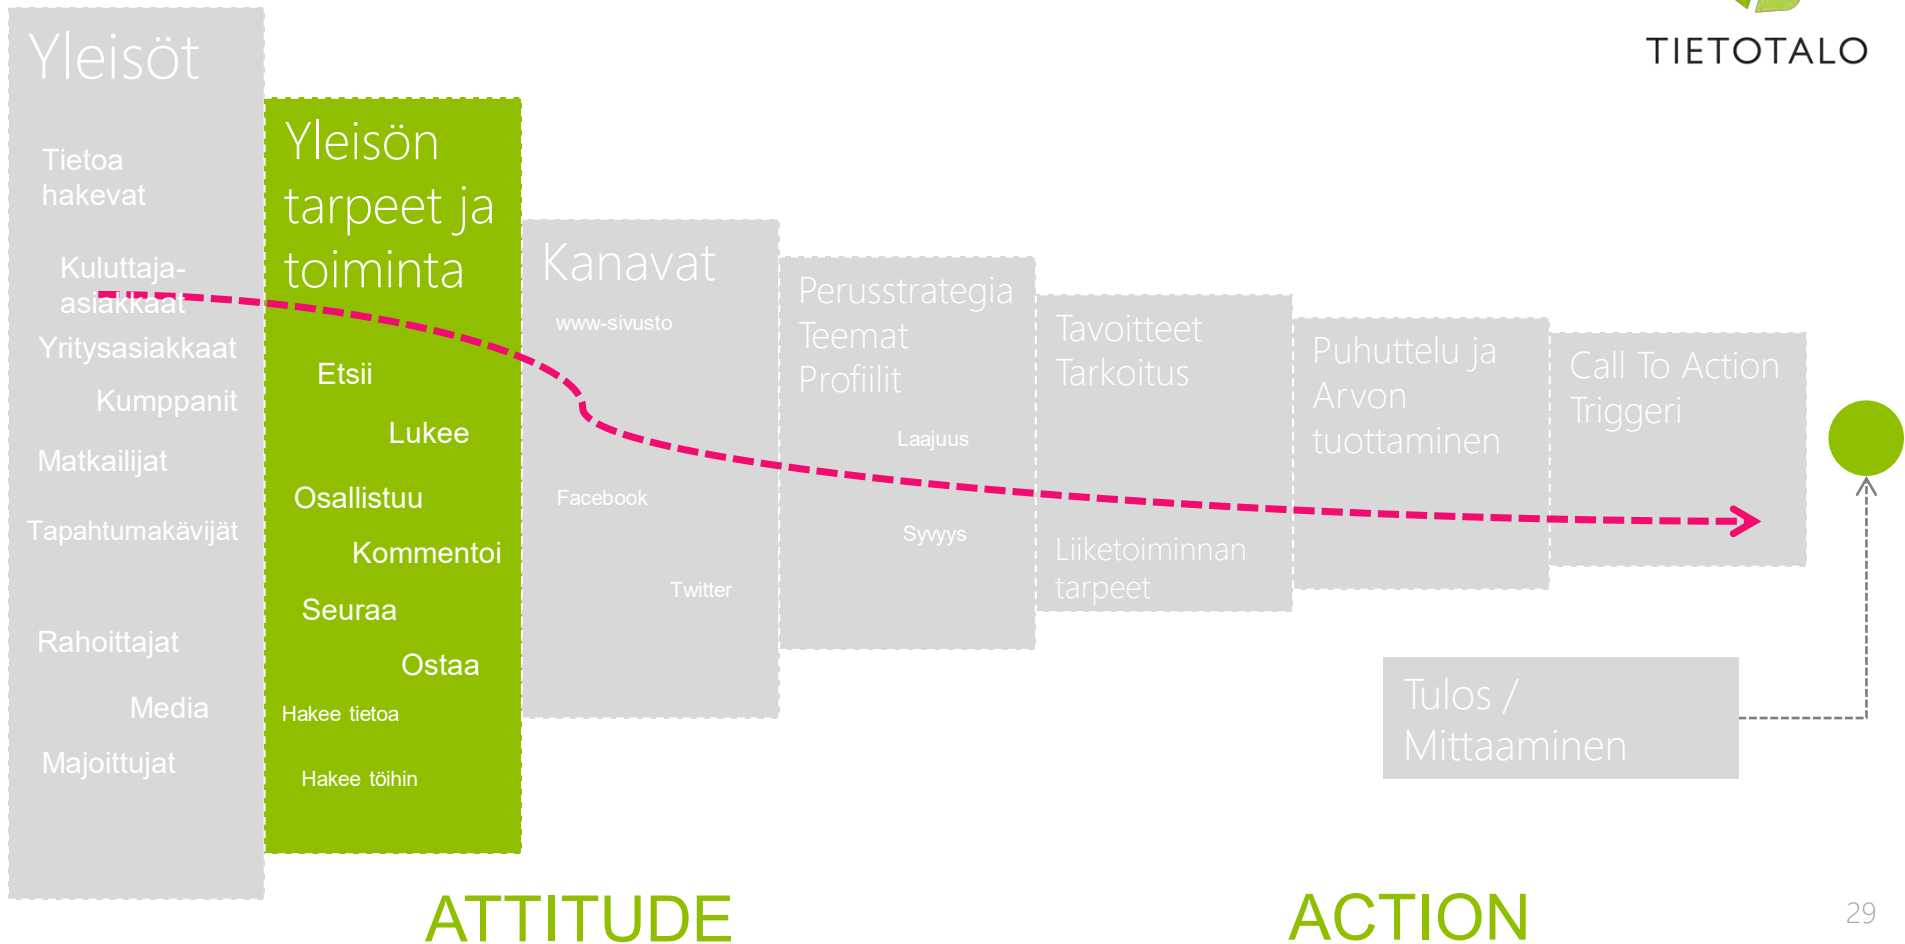 TIETOTALO
Yleisöt
Tietoa
hakevat
Kuluttaja-
asiakkaat
Yritysasiakkaat
Kumppanit
Matkailijat
Tapahtumakävijät
Rahoittajat
Media
Majoittujat
Yleisön
tarpeet ja
toiminta
Etsii
Lukee
Osallistuu
Kommentoi
Seuraa
Ostaa
Hakee tietoa
Hakee töihin
Kanavat
www-sivusto
Facebook
Twitter
Perusstrategia
Teemat
Profiilit
Laajuus
Syvyys
Tavoitteet
Tarkoitus
Liiketoiminnan
tarpeet
Puhuttelu ja
Arvon
tuottaminen
Call To Action
Triggeri
Tulos /
Mittaaminen
ATTITUDE
ACTION
29